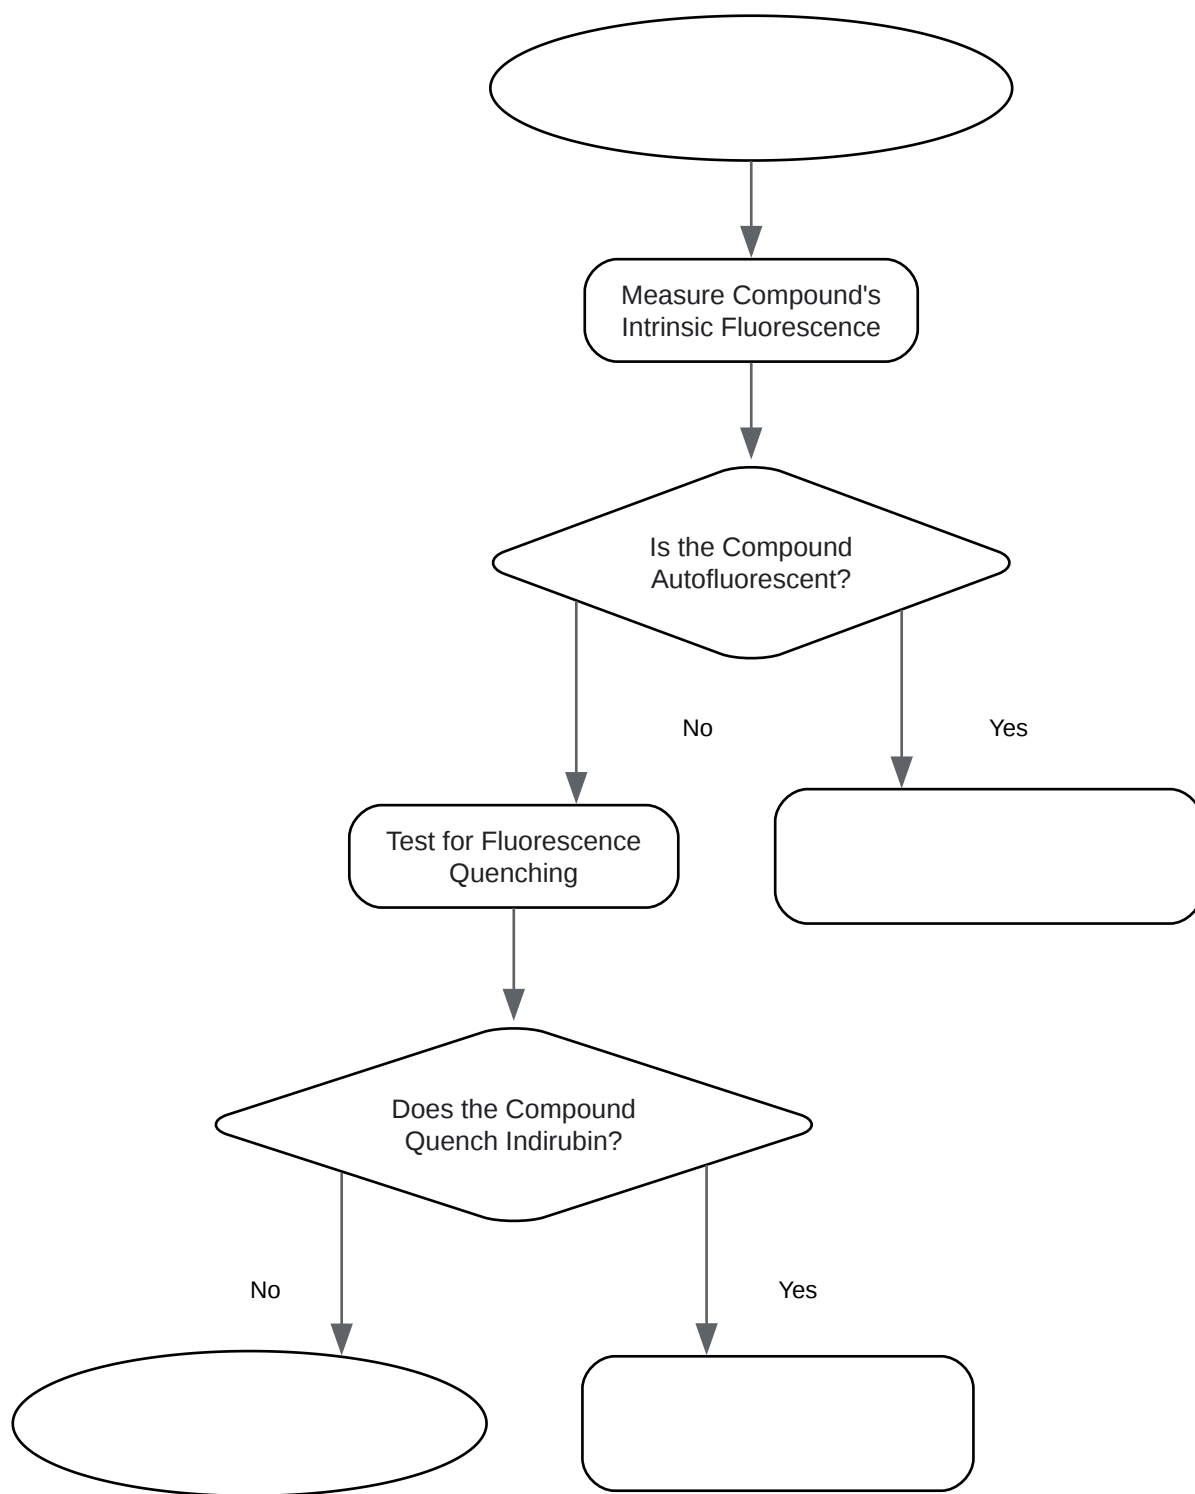 Measure Compound's
Intrinsic Fluorescence
Is the Compound
Autofluorescent?
No
Yes
Test for Fluorescence
Quenching
Does the Compound
Quench Indirubin?
No
Yes